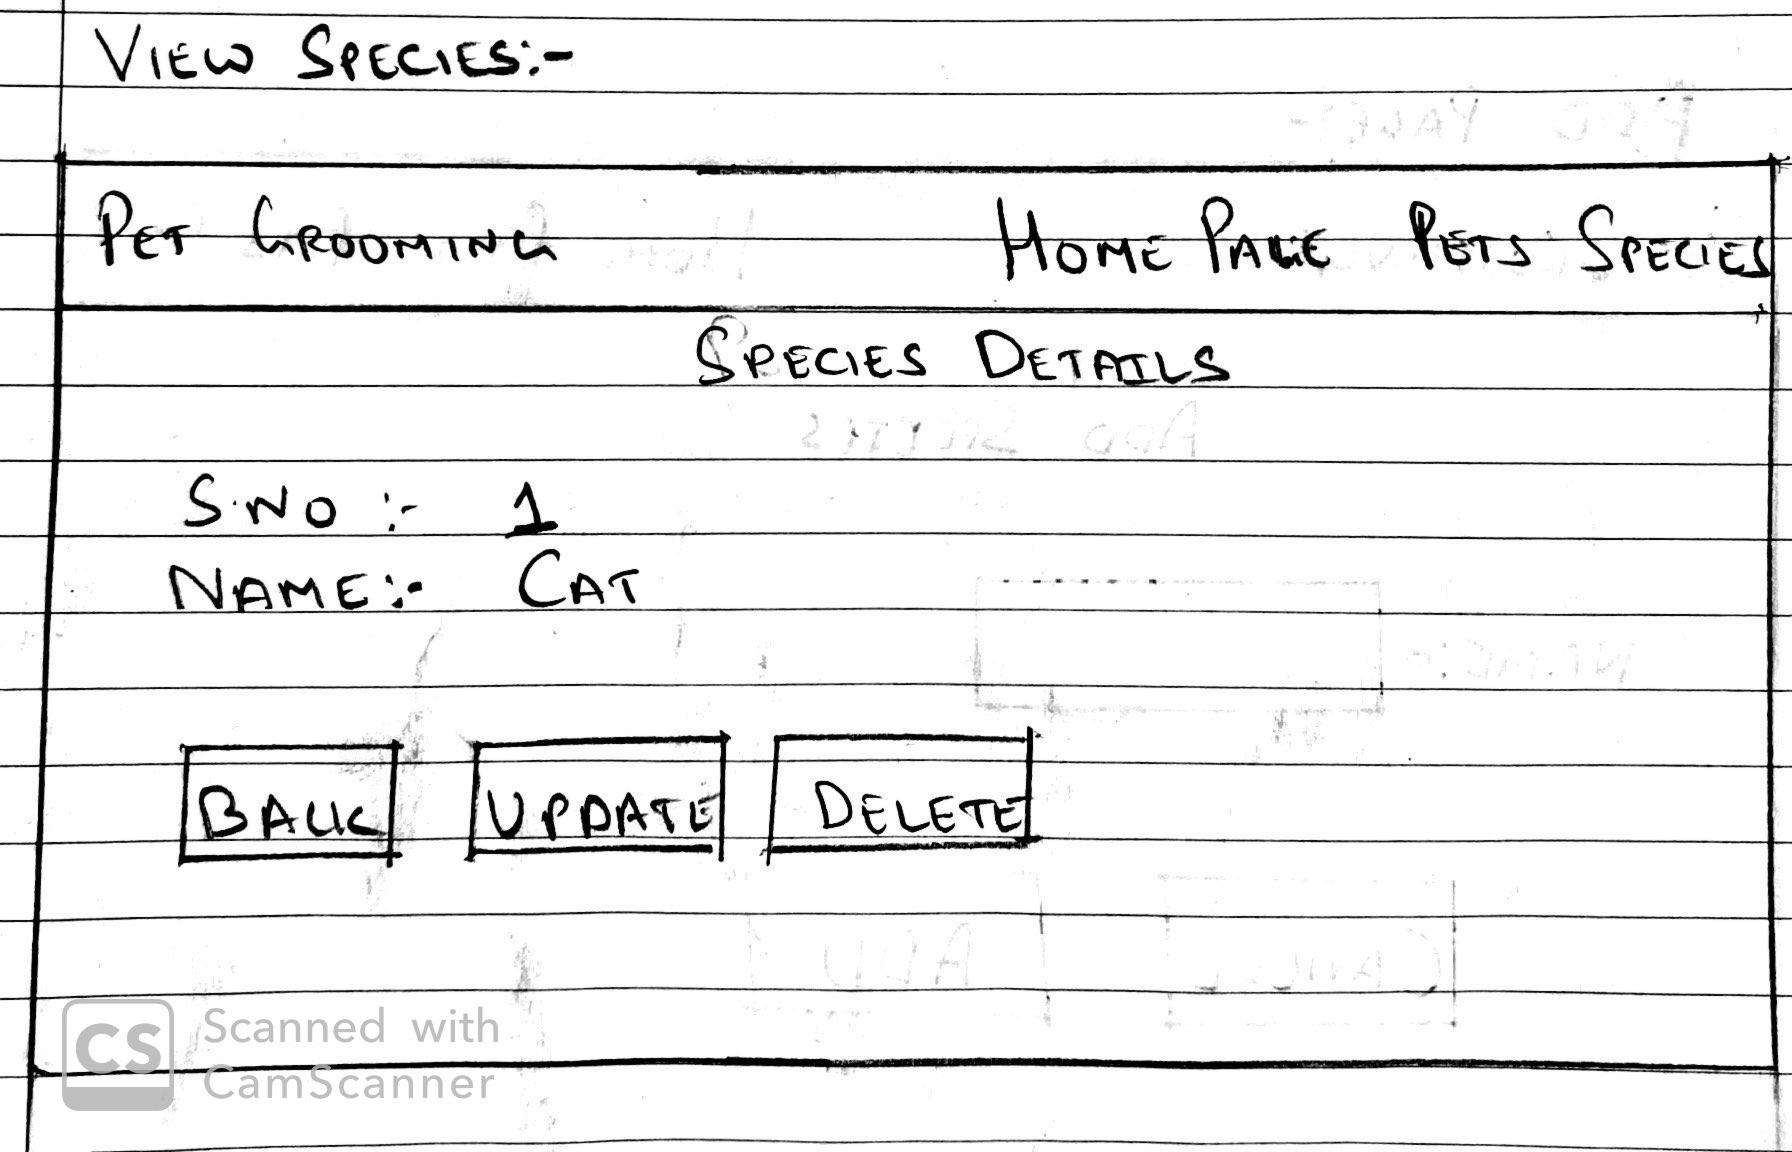 VIEW SPECIES:-
PET GROOMING HOME PAGE PETS SPECIES
SPECIES DETAILS
S.NO :- 1
NAME:- CAT
BACK UPDATE DELETE
CS Scanned with
CamScanner